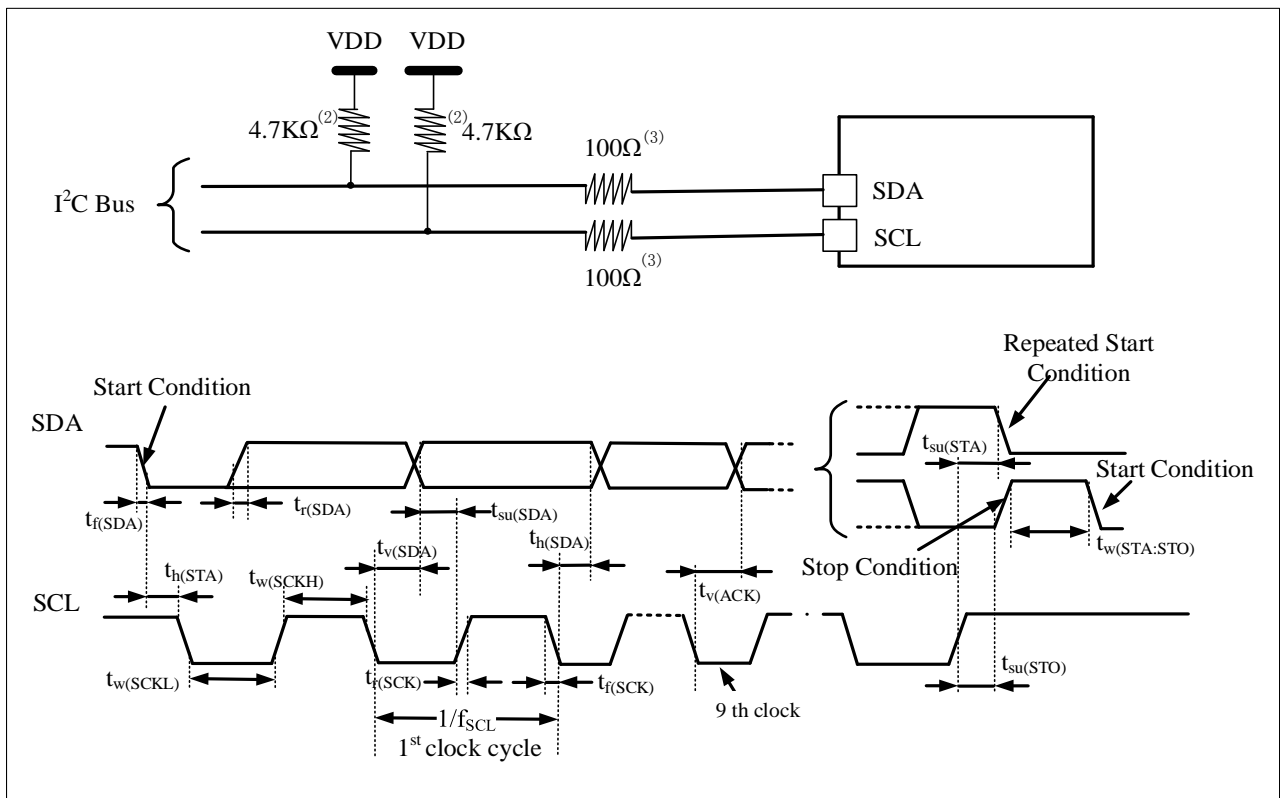 VDD VDD
4.7KΩ(2) (2)4.7KΩ
100Ω(3)
I2C Bus
SDA
SCL
100Ω(3)
Repeated Start
Condition
Start Condition
SDA
tsu(STA)
Start Condition
tf(SDA)
tr(SDA)
tsu(SDA)
tv(SDA)
th(SDA)
tw(STA:STO)
Stop Condition
th(STA)
tw(SCKH)
tv(ACK)
SCL
tw(SCKL)
tf(SCK)
tf(SCK)
tsu(STO)
9 th clock
1/fSCL
1st clock cycle